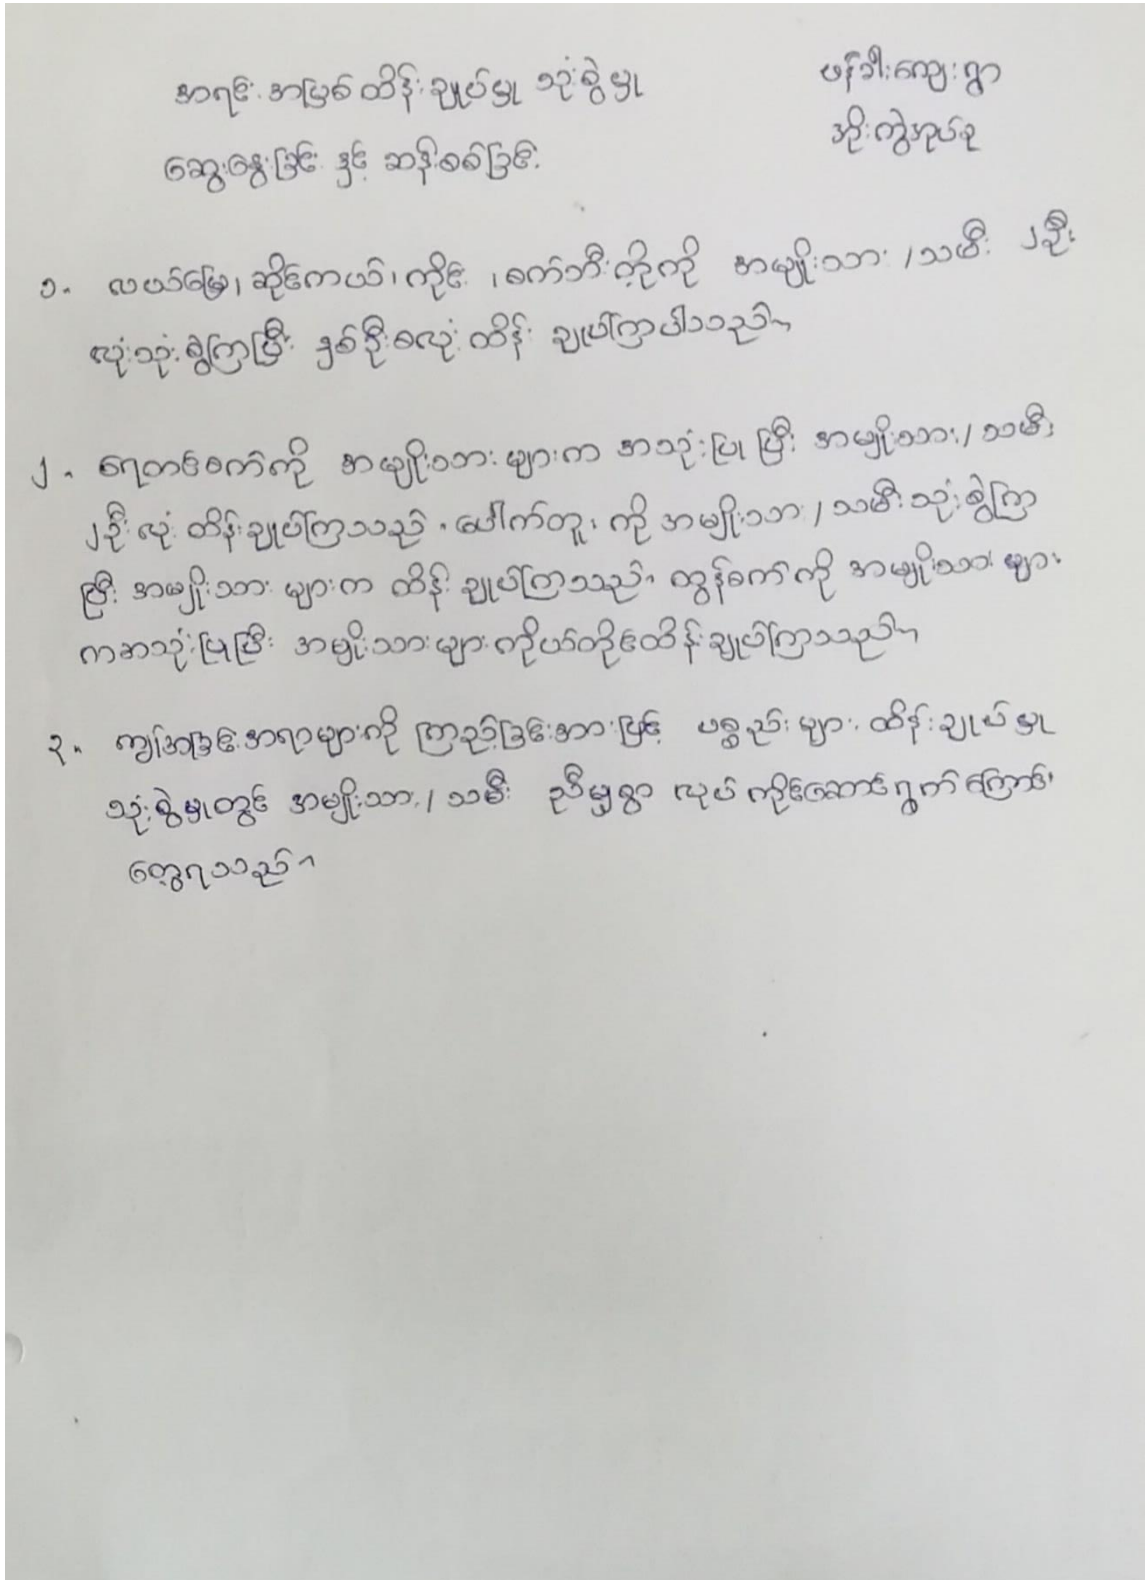 အရင်းအမြစ်ထိန်းချုပ်မှု သုံးစွဲမှု
ဖန်ခါးကျေးရွာ
ဆွေးနွေးခြင်း နှင့် ဆန်းစစ်ခြင်း
အိုးကွဲအုပ်စု
၁။ လယ်မြေ၊ ဆိုင်ကယ်၊ ကိုင်း ၊ စက်ဘီးတို့ကို အမျိုးသား /သမီး ၂ဦး
လုံးသုံးစွဲကြပြီး နှစ်ဦးစလုံးထိန်း ချုပ်ကြပါသည်။
၂။ ရေတင်စက်ကို အမျိုးသားများက အသုံးပြုပြီး အမျိုးသား/သမီး
၂ဦးလုံး ထိန်းချုပ်ကြသည်။ ပေါက်တူး ကို အမျိုးသား/သမီးသုံးစွဲကြ
ပြီး အမျိုးသား များက ထိန်းချုပ်ကြသည်။ ထွန်စက်ကို အမျိုးသားများ
ကအသုံးပြုပြီး အမျိုးသားများကိုယ်တိုင်ထိန်းချုပ်ကြသည်။
၃။ ကျွန်အခြင်းအရာများကို ကြည့်ခြင်းအားဖြင့် ပစ္စည်းများ ထိန်းချုပ်မှု
သုံးစွဲမှုတွင် အမျိုးသား/သမီး ညီမျှစွာ လုပ်ကိုင်ဆောင်ရွက်ကြောင်း
တွေ့ရသည်။